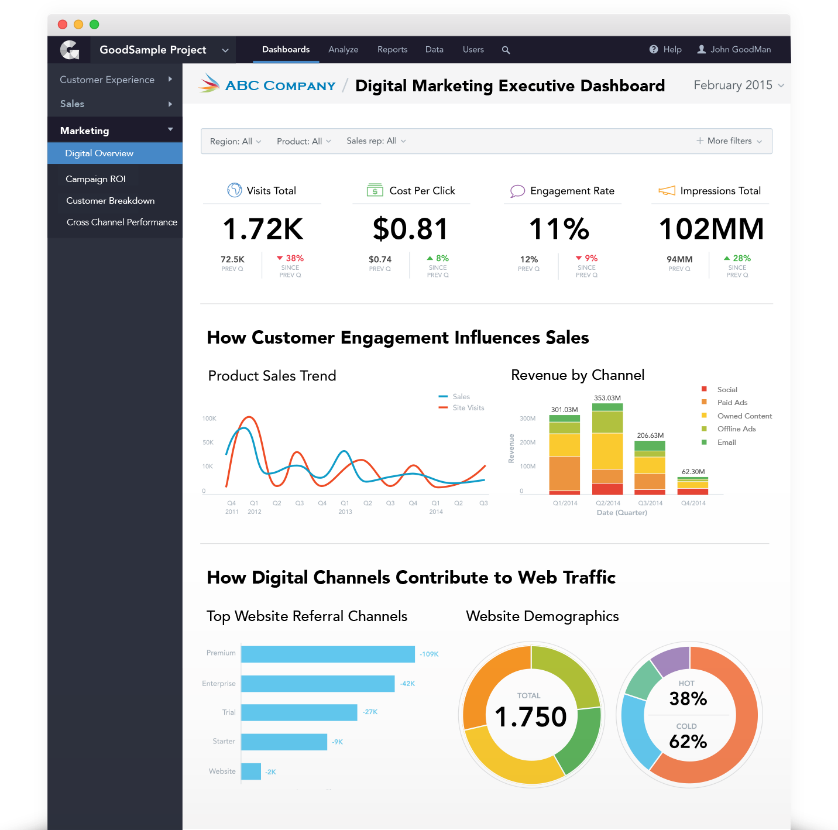 GoodSample Project
Dashboards Analyze Reports Data Users
Help John GoodMan
Customer Experience
Sales
Marketing
Digital Overview
Campaign ROI
Customer Breakdown
Cross Channel Performance
ABC COMPANY / Digital Marketing Executive Dashboard February 2015
Region: All Product: All Sales rep: All + More filters
Visits Total
1.72K
72.5K
PREV Q
38%
SINCE
PREV Q
Cost Per Click
$0.81
$0.74
PREV Q
8%
SINCE
PREV Q
Engagement Rate
11%
12%
PREV Q
9%
SINCE
PREV Q
Impressions Total
102MM
94MM
PREV Q
28%
SINCE
PREV Q
How Customer Engagement Influences Sales
Product Sales Trend
Sales
Site Visits
100K
50K
10K
0
Q4 Q1 Q2 Q3 Q4 Q1 Q2 Q3 Q4 Q1 Q2 Q3
2011 2012 2013 2014
Revenue by Channel
Social
Paid Ads
Owned Content
Offline Ads
Email
Revenue
300M
200M
100M
0
301.03M
353.03M
206.63M
62.30M
Q1/2014 Q2/2014 Q3/2014 Q4/2014
Date (Quarter)
How Digital Channels Contribute to Web Traffic
Top Website Referral Channels
Premium -109K
Enterprise -42K
Trial -27K
Starter -9K
Website -2K
Website Demographics
TOTAL
1.750
HOT
38%
COLD
62%